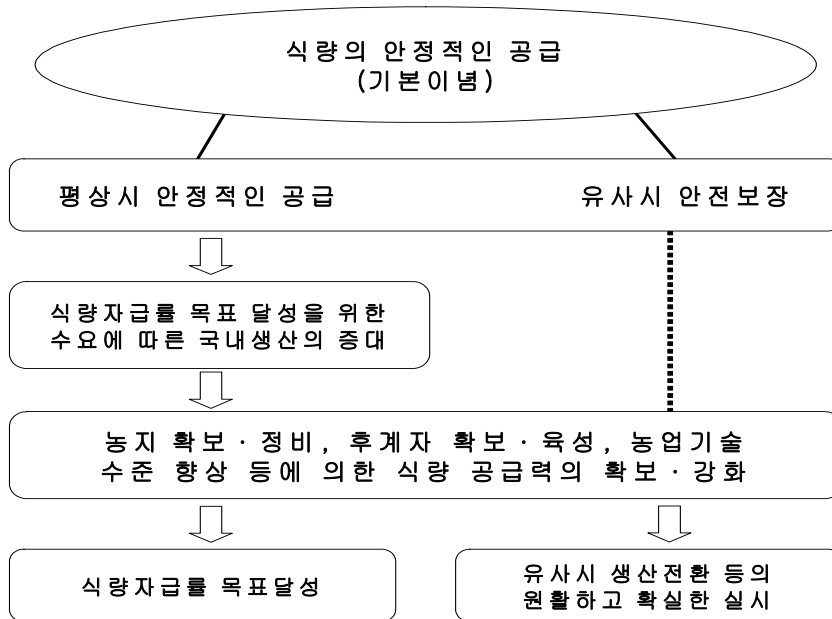 식량의 안정적인 공급
(기본이념)
평상시 안정적인 공급
유사시 안전보장
식량자급률 목표 달성을 위한
수요에 따른 국내생산의 증대
농지 확보·정비, 후계자 확보·육성, 농업기술
수준 향상 등에 의한 식량 공급력의 확보·강화
식량자급률 목표달성
유사시 생산전환 등의
원활하고 확실한 실시